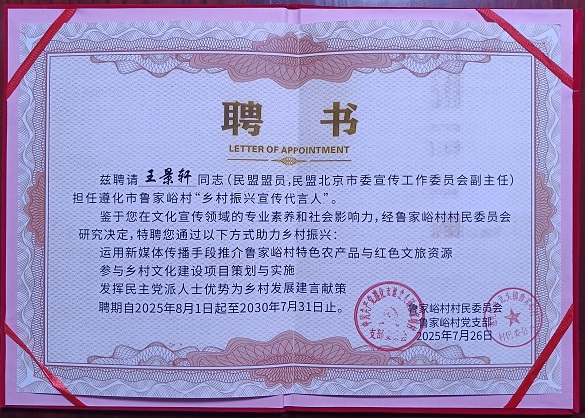 聘书
LETTER OF APPOINTMENT
兹聘请 王景轩 同志（民盟盟员,民盟北京市委宣传工作委员会副主任）
担任遵化市鲁家峪村“乡村振兴宣传代言人”。
鉴于您在文化宣传领域的专业素养和社会影响力,经鲁家峪村村民委员会
研究决定,特聘您通过以下方式助力乡村振兴：
运用新媒体传播手段推介鲁家峪村特色农产品与红色文旅资源
参与乡村文化建设项目策划与实施
发挥民主党派人士优势为乡村发展建言献策
聘期自2025年8月1日起至2030年7月31日止。
鲁家峪村村民委员会
鲁家峪村党支部
2025年7月26日